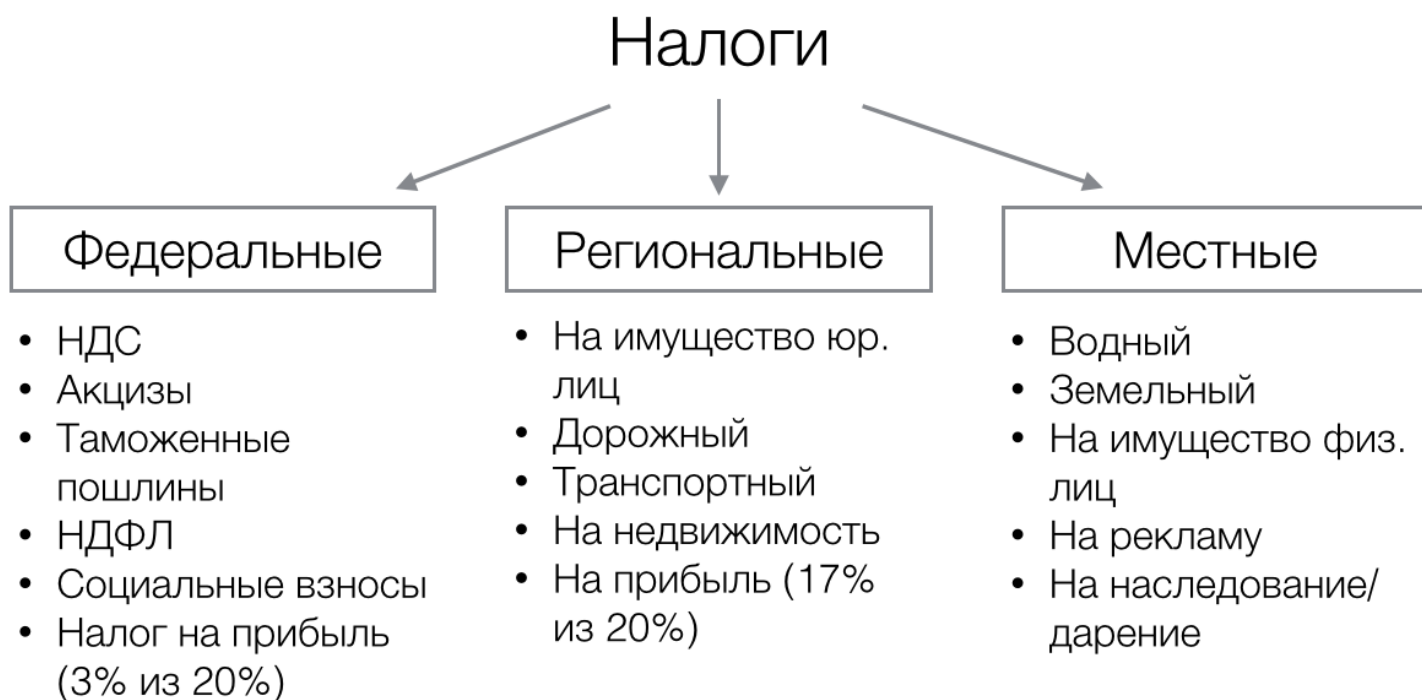 Налоги
Федеральные
• НДС
• Акцизы
• Таможенные
пошлины
• НДФЛ
• Социальные взносы
• Налог на прибыль
(3% из 20%)
Региональные
• На имущество юр.
лиц
• Дорожный
• Транспортный
• На недвижимость
• На прибыль (17%
из 20%)
Местные
• Водный
• Земельный
• На имущество физ.
лиц
• На рекламу
• На наследование/
дарение